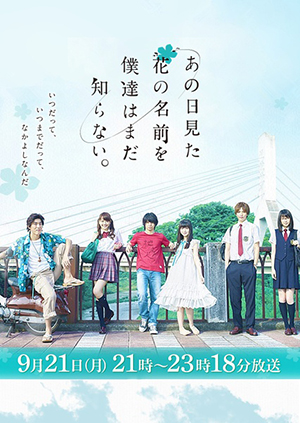 あの日見た
花の名前を
僕達はまだ
知らない。
いつだって、
いつまでだって、
なかよしなんだ
9月21日(月) 21時〜23時18分放送